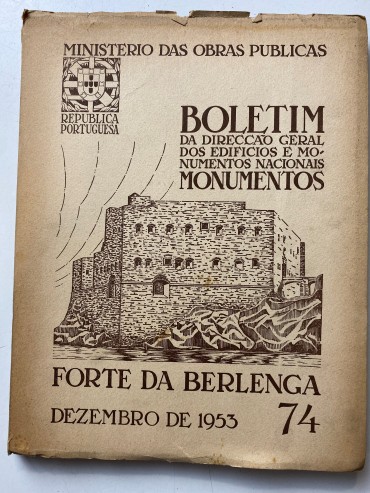 MINISTERIO DAS OBRAS PUBLICAS
REPUBLICA
PORTUGUESA
BOLETIM
DA DIRECCAO GERAL
DOS EDIFICIOS E MO-
NUMENTOS NACIONAIS
MONUMENTOS
FORTE DA BERLENGA
DEZEMBRO DE 1953 74